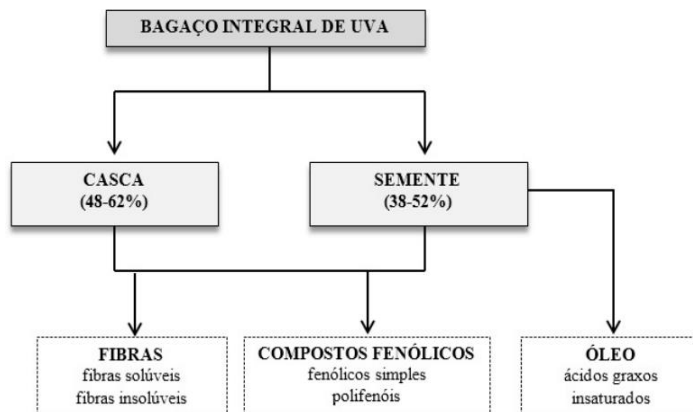 BAGAÇO INTEGRAL DE UVA
CASCA
(48-62%)
SEMENTE
(38-52%)
FIBRAS
fibras solúveis
fibras insolúveis
COMPOSTOS FENÓLICOS
fenólicos simples
polifenóis
ÓLEO
ácidos graxos
insaturados